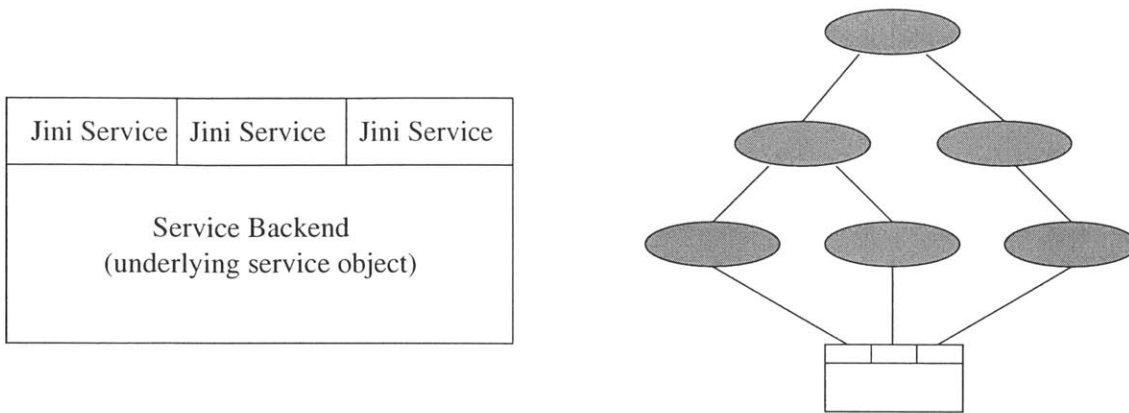 Jini Service Jini Service Jini Service
Service Backend
(underlying service object)